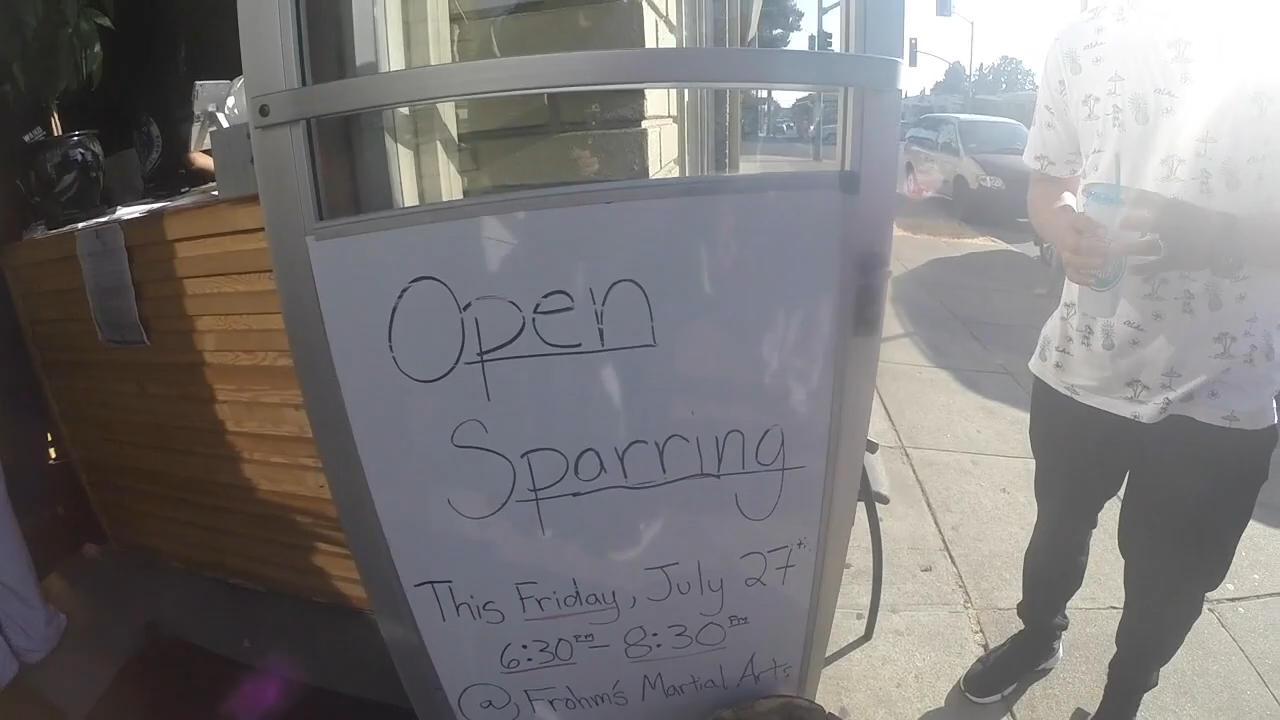 Open
Sparring
This Friday, July 27th
6:30PM - 8:30PM
@ Frohm's Martial Arts